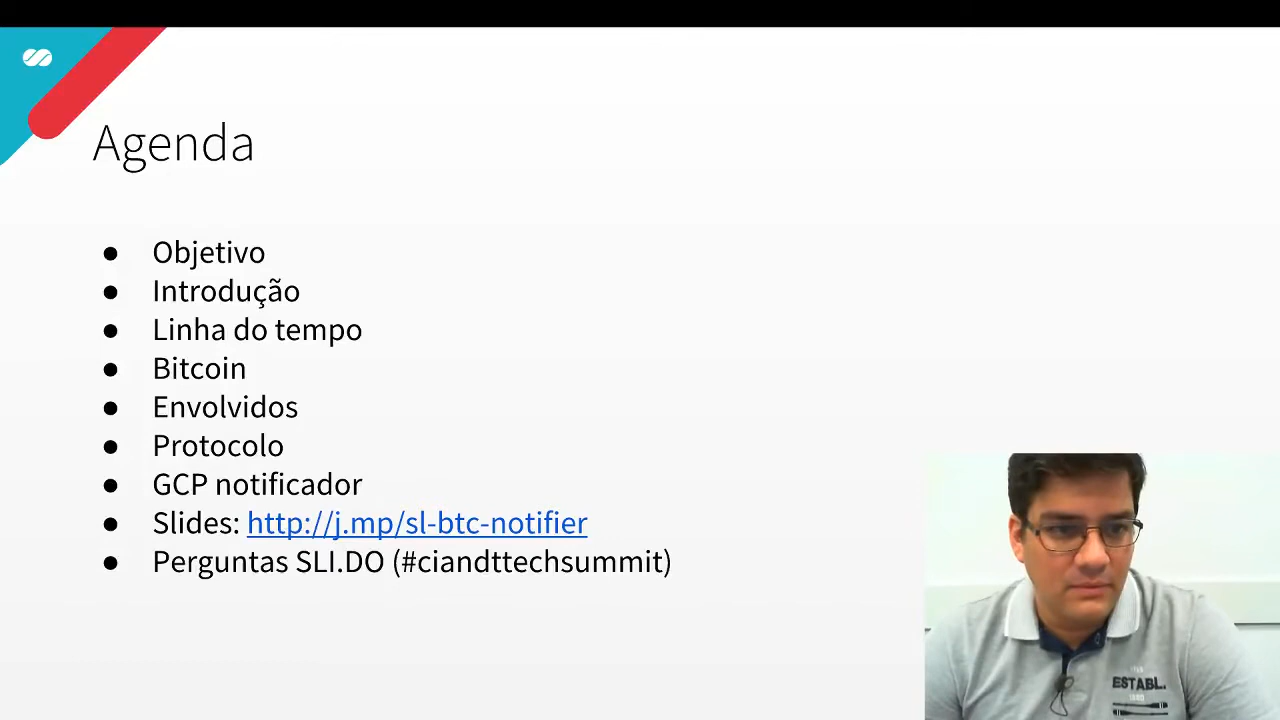 Agenda
● Objetivo
● Introdução
● Linha do tempo
● Bitcoin
● Envolvidos
● Protocolo
● GCP notificador
● Slides: http://j.mp/sl-btc-notifier
● Perguntas SLI.DO (#ciandttechsummit)
ESTABL.